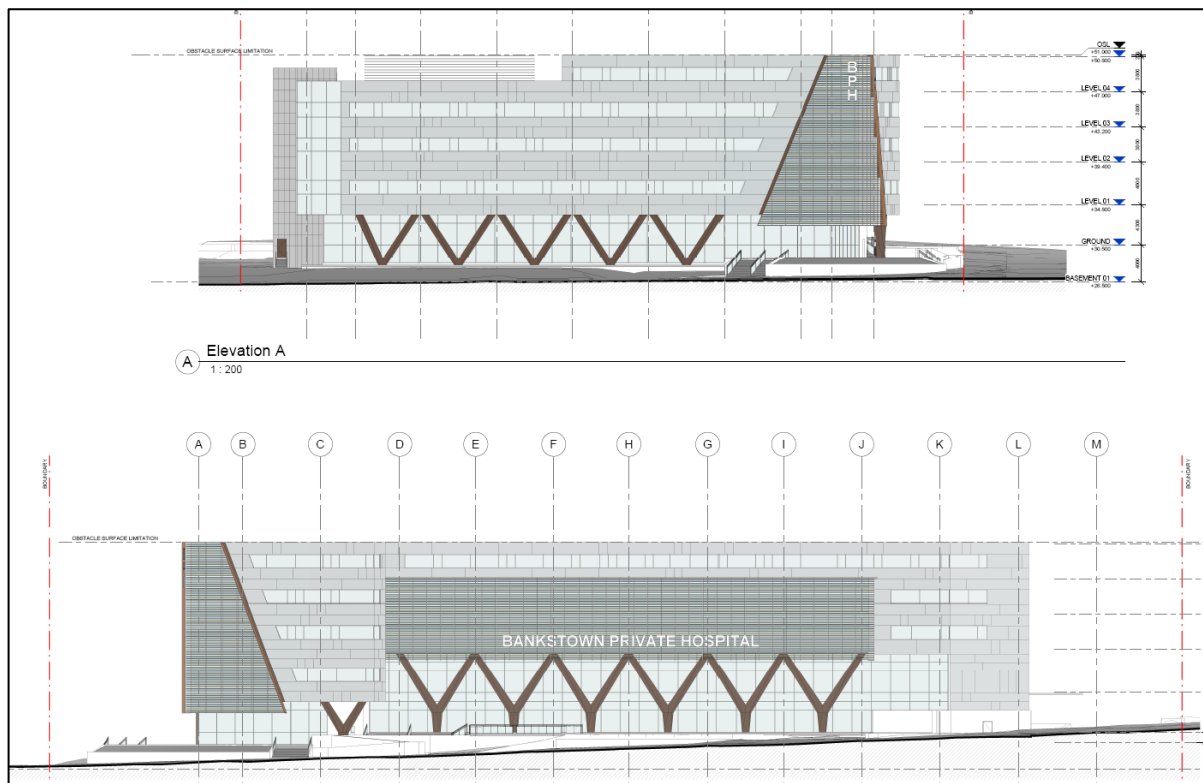 OBSTACLE SURFACE LIMITATION
B
P
H
OSL
+51.000
+50.500
LEVEL 04
+47.000
LEVEL 03
+43.200
LEVEL 02
+39.400
LEVEL 01
+34.800
GROUND
+30.500
BASEMENT 01
+26.500
A
Elevation A
1 : 200
A B C D E F H G I J K L M
BOUNDARY
BOUNDARY
OBSTACLE SURFACE LIMITATION
BANKSTOWN PRIVATE HOSPITAL